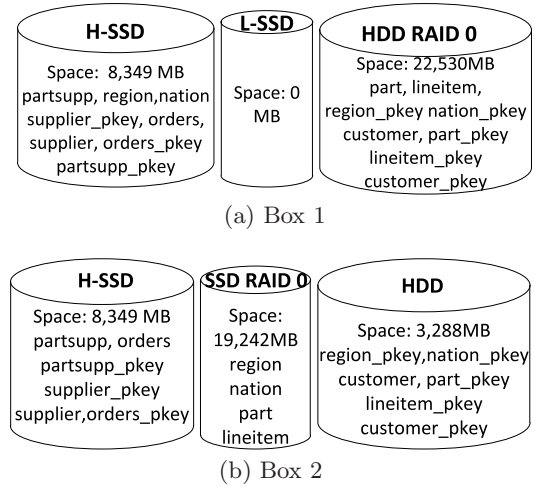 H-SSD
Space: 8,349 MB
partsupp, region,nation
supplier_pkey, orders,
supplier, orders_pkey
partsupp_pkey
L-SSD
Space: 0
MB
HDD RAID 0
Space: 22,530MB
part, lineitem,
region_pkey nation_pkey
customer, part_pkey
lineitem_pkey
customer_pkey
(a) Box 1
H-SSD
Space: 8,349 MB
partsupp, orders
partsupp_pkey
supplier_pkey
supplier,orders_pkey
SSD RAID 0
Space:
19,242MB
region
nation
part
lineitem
HDD
Space: 3,288MB
region_pkey,nation_pkey
customer, part_pkey
lineitem_pkey
customer_pkey
(b) Box 2